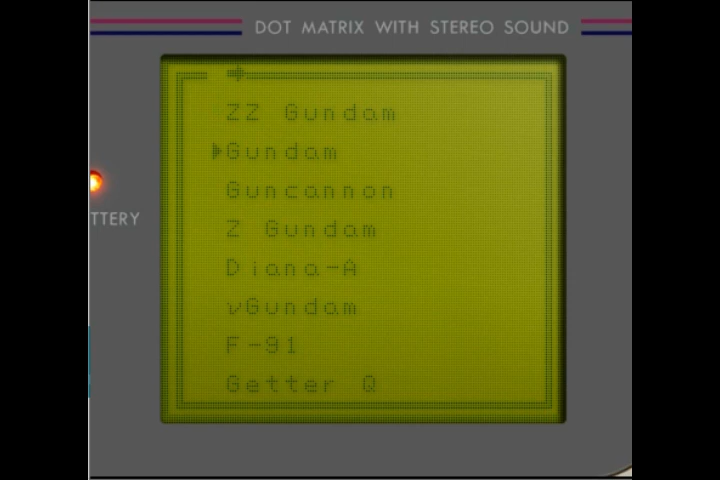 DOT MATRIX WITH STEREO SOUND
ZZ Gundam
Gundam
Guncannon
TTERY
Z Gundam
Diana-A
νGundam
F-91
Getter Q